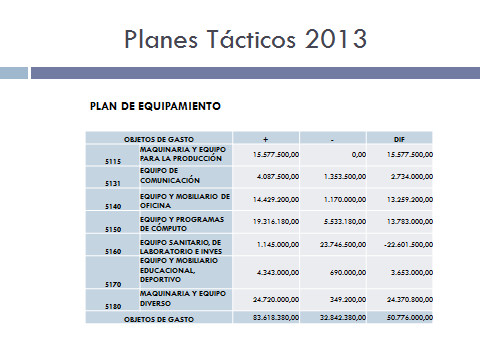 Planes Tácticos 2013
PLAN DE EQUIPAMIENTO
OBJETOS DE GASTO + - DIF
MAQUINARIA Y EQUIPO
5115 PARA LA PRODUCCIÓN 15.577.500,00 0,00 15.577.500,00
EQUIPO DE
5131 COMUNICACIÓN 4.087.500,00 1.353.500,00 2.734.000,00
EQUIPO Y MOBILIARIO DE
5140 OFICINA 14.429.200,00 1.170.000,00 13.259.200,00
EQUIPO Y PROGRAMAS
5150 DE CÓMPUTO 19.316.180,00 5.533.180,00 13.783.000,00
EQUIPO SANITARIO, DE
5160 LABORATORIO E INVES 1.145.000,00 23.746.500,00 -22.601.500,00
EQUIPO Y MOBILIARIO
EDUCACIONAL,
5170 DEPORTIVO 4.343.000,00 690.000,00 3.653.000,00
MAQUINARIA Y EQUIPO
5180 DIVERSO 24.720.000,00 349.200,00 24.370.800,00
OBJETOS DE GASTO 83.618.380,00 32.842.380,00 50.776.000,00